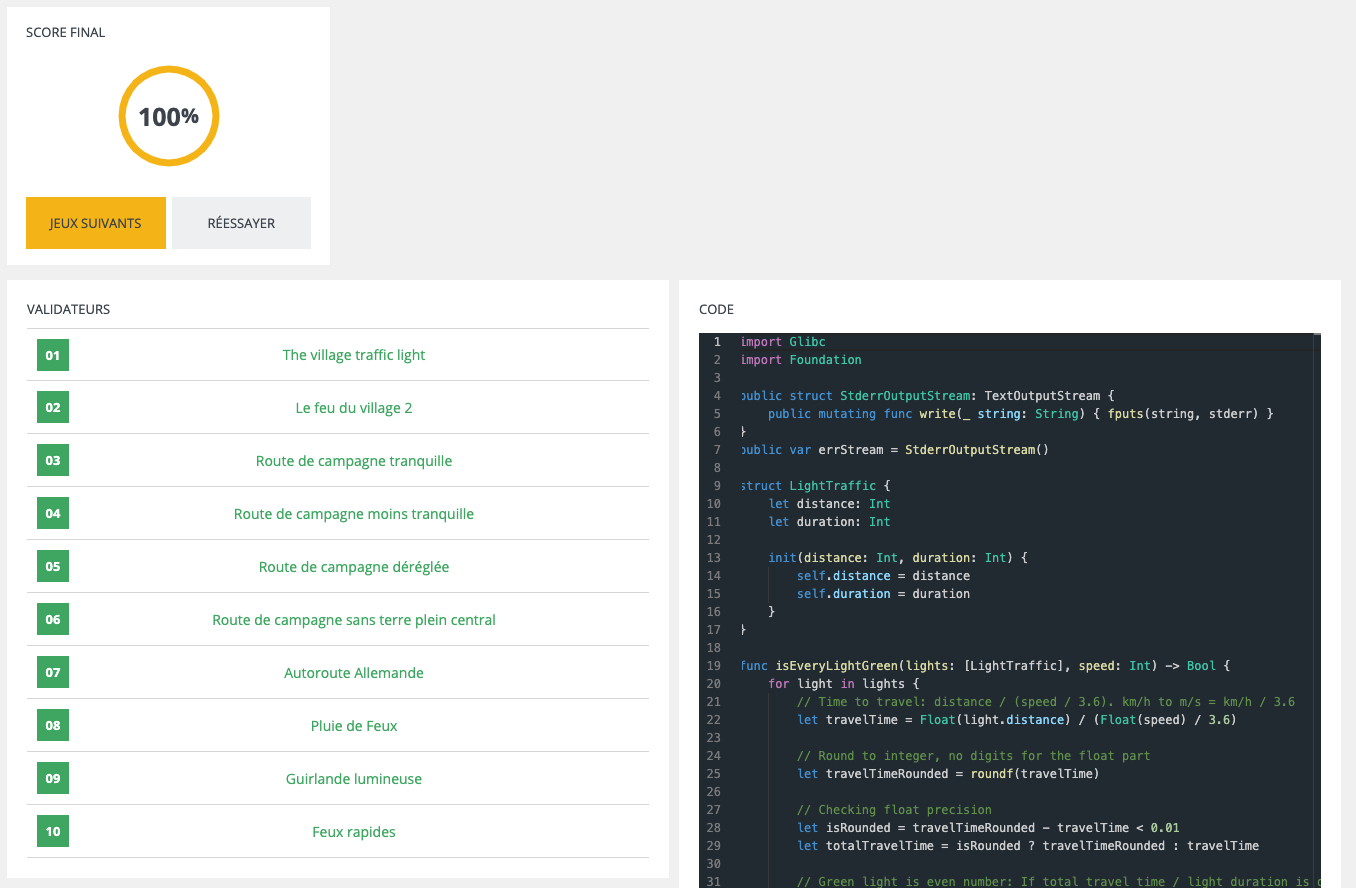 SCORE FINAL
100%
JEUX SUIVANTS
RÉESSAYER
VALIDATEURS
01 The village traffic light
02 Le feu du village 2
03 Route de campagne tranquille
04 Route de campagne moins tranquille
05 Route de campagne déréglée
06 Route de campagne sans terre plein central
07 Autoroute Allemande
08 Pluie de Feux
09 Guirlande lumineuse
10 Feux rapides
CODE
1 import Glibc
2 import Foundation
3
4 public struct StderrOutputStream: TextOutputStream {
5     public mutating func write(_ string: String) { fputs(string, stderr) }
6 }
7 public var errStream = StderrOutputStream()
8
9 struct LightTraffic {
10     let distance: Int
11     let duration: Int
12
13     init(distance: Int, duration: Int) {
14         self.distance = distance
15         self.duration = duration
16     }
17 }
18
19 func isEveryLightGreen(lights: [LightTraffic], speed: Int) -> Bool {
20     for light in lights {
21         // Time to travel: distance / (speed / 3.6). km/h to m/s = km/h / 3.6
22         let travelTime = Float(light.distance) / (Float(speed) / 3.6)
23
24         // Round to integer, no digits for the float part
25         let travelTimeRounded = roundf(travelTime)
26
27         // Checking float precision
28         let isRounded = travelTimeRounded - travelTime < 0.01
29         let totalTravelTime = isRounded ? travelTimeRounded : travelTime
30
31         // Green light is even number: If total travel time / light duration is